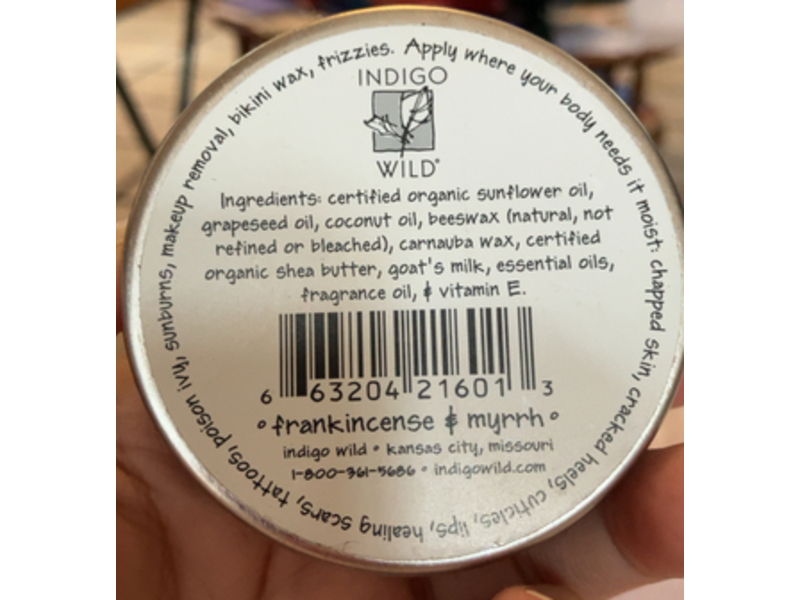 Apply where your body needs it moist: chapped skin, cracked heels, cuticles, lips, healing scars, tattoos, poison ivy, sunburns, makeup removal, bikini wax, frizzies.
INDIGO
WILD®
Ingredients: certified organic sunflower oil,
grapeseed oil, coconut oil, beeswax (natural, not
refined or bleached), carnauba wax, certified
organic shea butter, goat's milk, essential oils,
fragrance oil, & vitamin E.
6 63204 21601 3
• frankincense & myrrh •
indigo wild • kansas city, missouri
1-800-361-5686 • indigowild.com